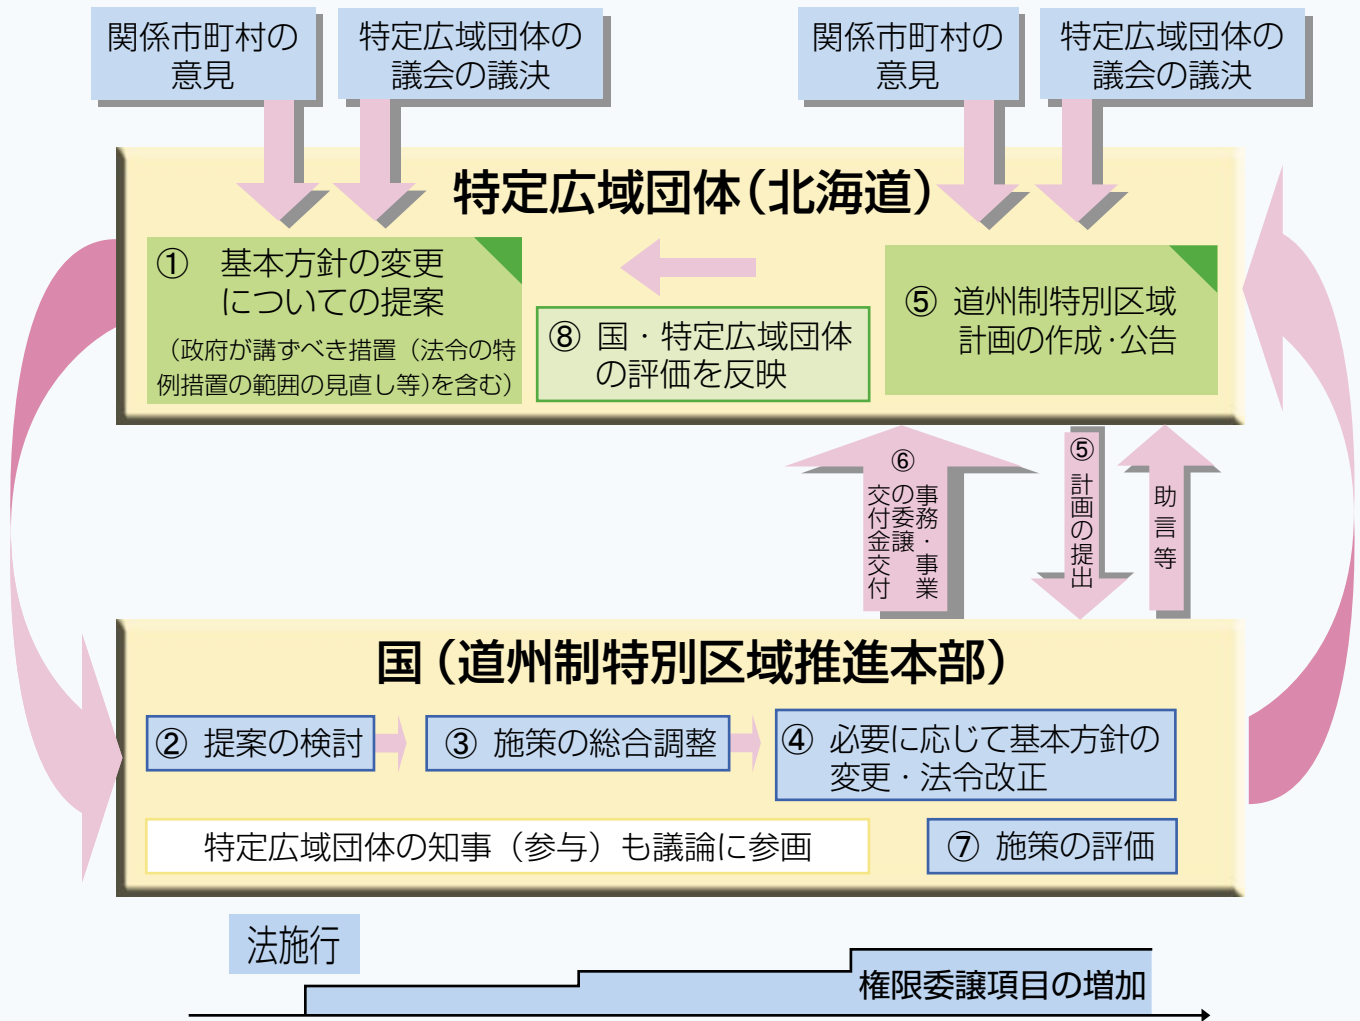 関係市町村の
意見
特定広域団体の
議会の議決
関係市町村の
意見
特定広域団体の
議会の議決
特定広域団体(北海道)
① 基本方針の変更
についての提案
(政府が講ずべき措置(法令の特
例措置の範囲の見直し等)を含む)
⑧ 国・特定広域団体
の評価を反映
⑤ 道州制特別区域
計画の作成・公告
⑥
事務・事業
の委譲
交付金交付
⑤計画の提出
助言等
国(道州制特別区域推進本部)
② 提案の検討
③ 施策の総合調整
④ 必要に応じて基本方針の
変更・法令改正
特定広域団体の知事(参与)も議論に参画
⑦ 施策の評価
法施行
権限委譲項目の増加